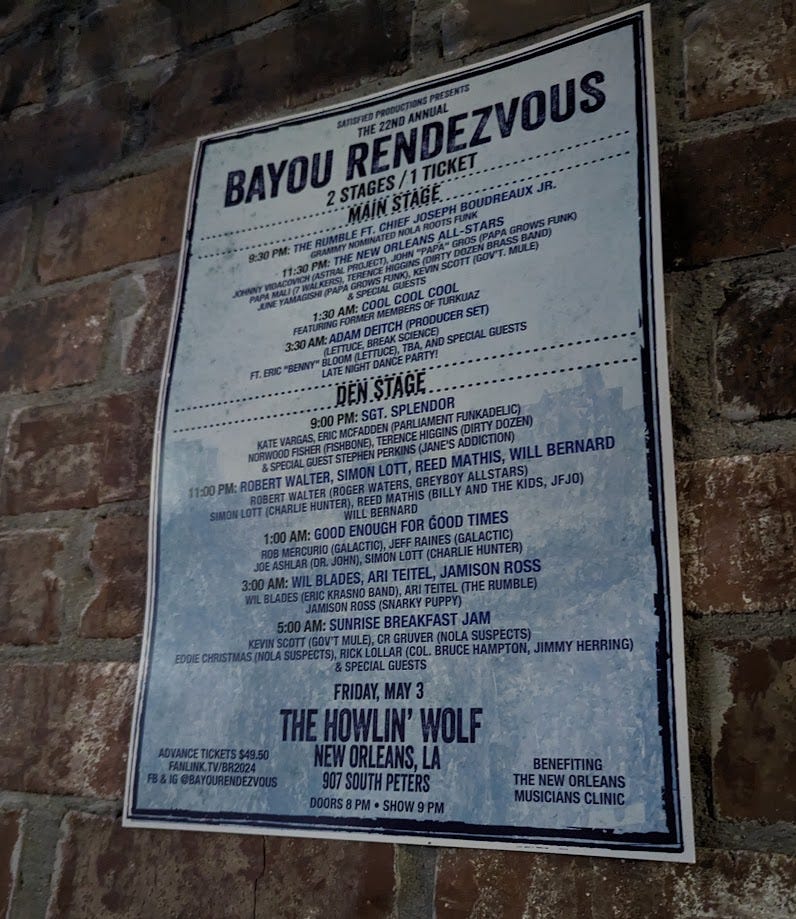 SATISFIED PRODUCTIONS PRESENTS
THE 22ND ANNUAL
BAYOU RENDEZVOUS
2 STAGES / 1 TICKET
MAIN STAGE
9:30 PM: THE RUMBLE FT. CHIEF JOSEPH BOUDREAUX JR.
GRAMMY NOMINATED NOLA ROOTS FUNK
11:30 PM: THE NEW ORLEANS ALL-STARS
JOHNNY VIDACOVICH (ASTRAL PROJECT), JOHN "PAPA" GROS (PAPA GROWS FUNK)
PAPA MALI (7 WALKERS), TERENCE HIGGINS (DIRTY DOZEN BRASS BAND)
JUNE YAMAGISHI (PAPA GROWS FUNK), KEVIN SCOTT (GOV'T. MULE)
& SPECIAL GUESTS
1:30 AM: COOL COOL COOL
FEATURING FORMER MEMBERS OF TURKUAZ
3:30 AM: ADAM DEITCH (PRODUCER SET)
(LETTUCE, BREAK SCIENCE)
FT. ERIC "BENNY" BLOOM (LETTUCE), TBA, AND SPECIAL GUESTS
LATE NIGHT DANCE PARTY!
DEN STAGE
9:00 PM: SGT. SPLENDOR
KATE VARGAS, ERIC MCFADDEN (PARLIAMENT FUNKADELIC)
NORWOOD FISHER (FISHBONE), TERENCE HIGGINS (DIRTY DOZEN)
& SPECIAL GUEST STEPHEN PERKINS (JANE'S ADDICTION)
11:00 PM: ROBERT WALTER, SIMON LOTT, REED MATHIS, WILL BERNARD
ROBERT WALTER (ROGER WATERS, GREYBOY ALLSTARS)
SIMON LOTT (CHARLIE HUNTER), REED MATHIS (BILLY AND THE KIDS, JFJO)
WILL BERNARD
1:00 AM: GOOD ENOUGH FOR GOOD TIMES
ROB MERCURIO (GALACTIC), JEFF RAINES (GALACTIC)
JOE ASHLAR (DR. JOHN), SIMON LOTT (CHARLIE HUNTER)
3:00 AM: WIL BLADES, ARI TEITEL, JAMISON ROSS
WIL BLADES (ERIC KRASNO BAND), ARI TEITEL (THE RUMBLE)
JAMISON ROSS (SNARKY PUPPY)
5:00 AM: SUNRISE BREAKFAST JAM
KEVIN SCOTT (GOV'T MULE), CR GRUVER (NOLA SUSPECTS)
EDDIE CHRISTMAS (NOLA SUSPECTS), RICK LOLLAR (COL. BRUCE HAMPTON, JIMMY HERRING)
& SPECIAL GUESTS
FRIDAY, MAY 3
THE HOWLIN' WOLF
NEW ORLEANS, LA
907 SOUTH PETERS
DOORS 8 PM • SHOW 9 PM
ADVANCE TICKETS $49.50
FANLINK.TV/BR2024
FB & IG @BAYOURENDEZVOUS
BENEFITING
THE NEW ORLEANS
MUSICIANS CLINIC